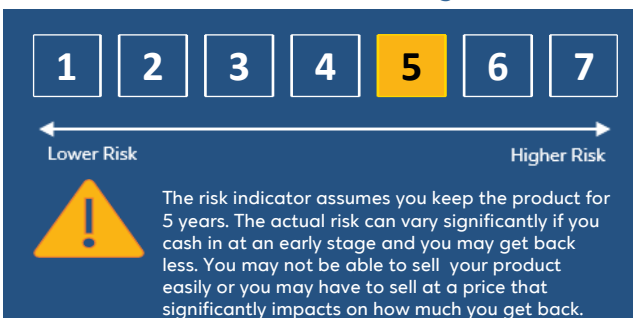 1 2 3 4 5 6 7
Lower Risk Higher Risk
!
The risk indicator assumes you keep the product for
5 years. The actual risk can vary significantly if you
cash in at an early stage and you may get back
less. You may not be able to sell your product
easily or you may have to sell at a price that
significantly impacts on how much you get back.